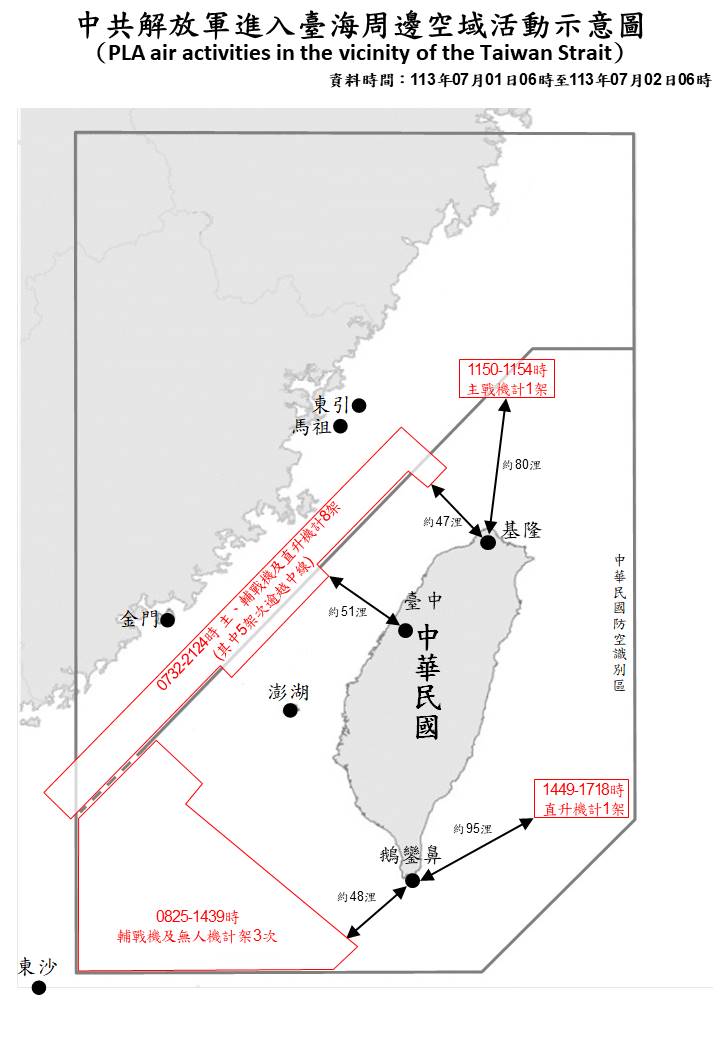 中共解放軍進入臺海周邊空域活動示意圖
（PLA air activities in the vicinity of the Taiwan Strait）
資料時間：113年07月01日06時至113年07月02日06時
1150-1154時
主戰機計1架
東引
馬祖
約80浬
約47浬
基隆
0732-2124時 主、輔戰機及直升機計8架
(其中5架次逾越中線)
中華民國防空識別區
約51浬
臺中
金門
中華民國
澎湖
1449-1718時
直升機計1架
約95浬
鵝鑾鼻
約48浬
0825-1439時
輔戰機及無人機計架3次
東沙